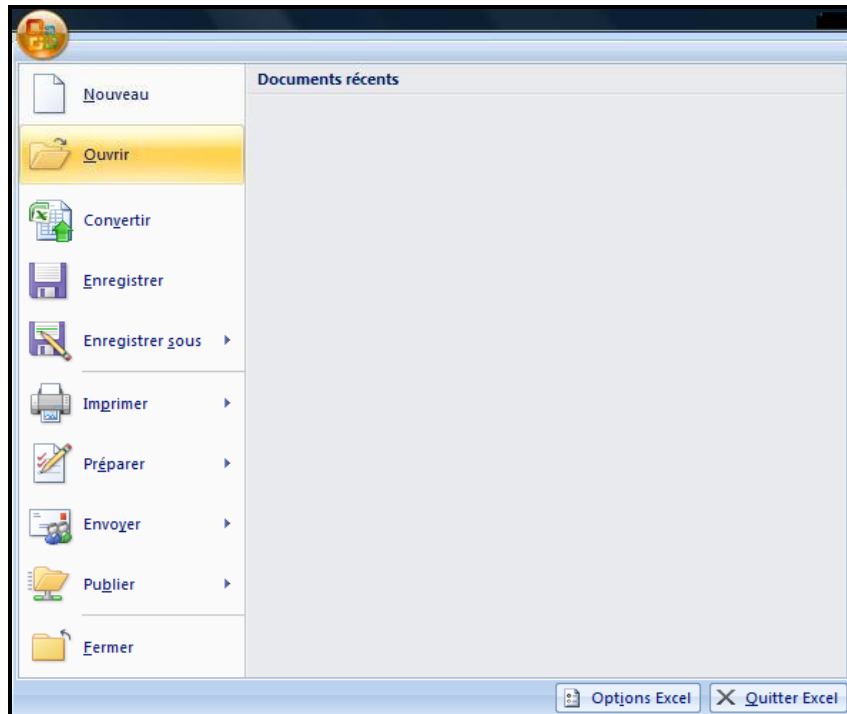 Documents récents
Nouveau
Ouvrir
Convertir
Enregistrer
Enregistrer sous
Imprimer
Préparer
Envoyer
Publier
Fermer
Options Excel
Quitter Excel